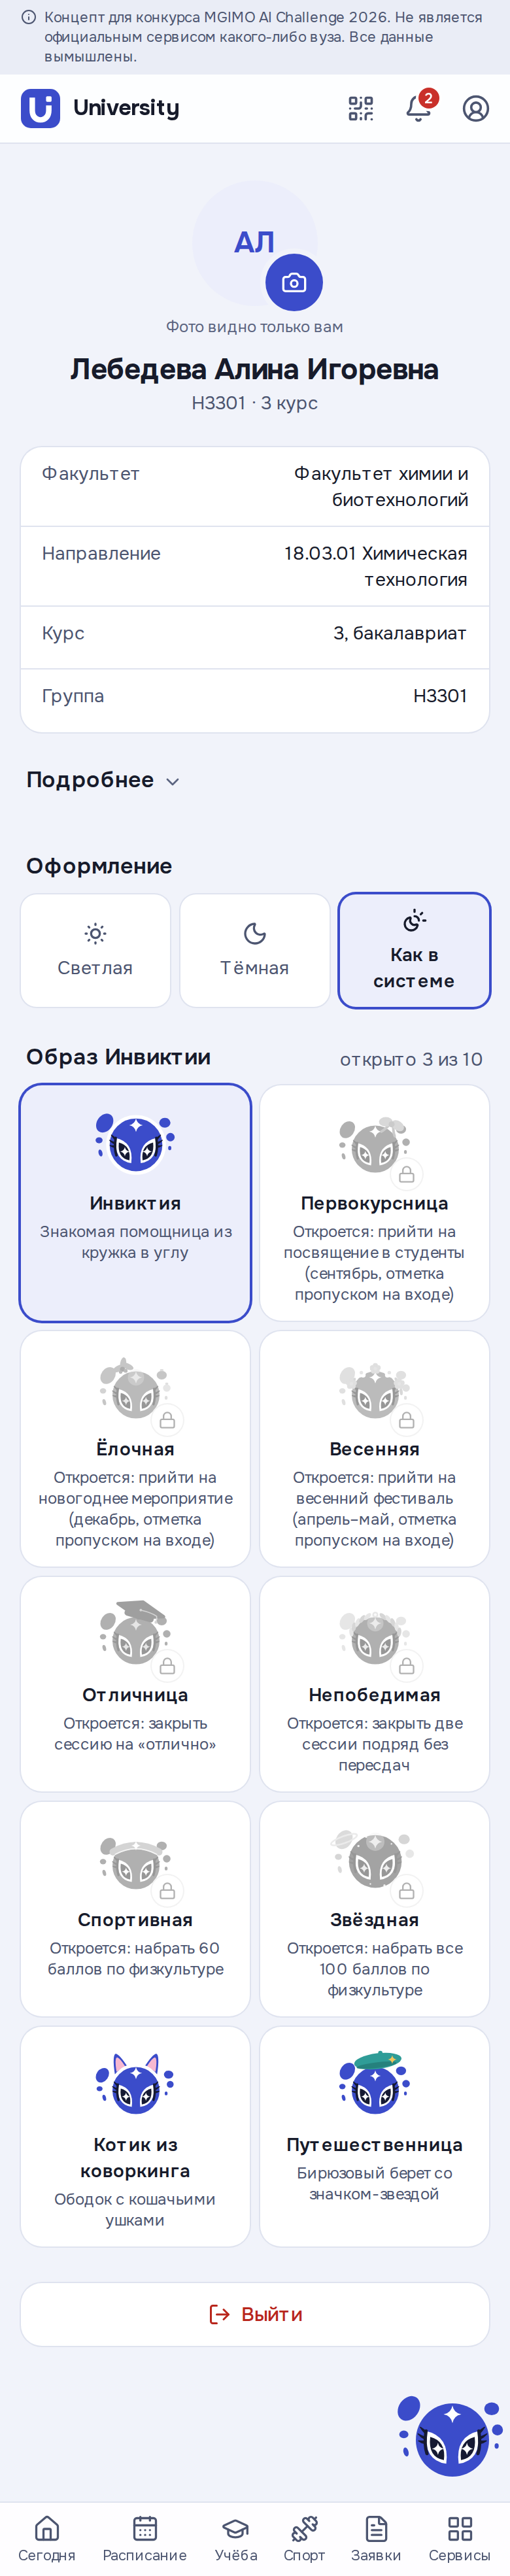 Концепт для конкурса MGIMO AI Challenge 2026. Не является
официальным сервисом какого-либо вуза. Все данные
вымышлены.
University
2
АЛ
Фото видно только вам
Лебедева Алина Игоревна
Н3301 · 3 курс
Факультет
Факультет химии и
биотехнологий
Направление
18.03.01 Химическая
технология
Курс
3, бакалавриат
Группа
Н3301
Подробнее
Оформление
Светлая
Тёмная
Как в
системе
Образ Инвиктии
открыто 3 из 10
Инвиктия
Знакомая помощница из
кружка в углу
Первокурсница
Откроется: прийти на
посвящение в студенты
(сентябрь, отметка
пропуском на входе)
Ёлочная
Откроется: прийти на
новогоднее мероприятие
(декабрь, отметка
пропуском на входе)
Весенняя
Откроется: прийти на
весенний фестиваль
(апрель–май, отметка
пропуском на входе)
Отличница
Откроется: закрыть
сессию на «отлично»
Непобедимая
Откроется: закрыть две
сессии подряд без
пересдач
Спортивная
Откроется: набрать 60
баллов по физкультуре
Звёздная
Откроется: набрать все
100 баллов по
физкультуре
Котик из
коворкинга
Ободок с кошачьими
ушками
Путешественница
Бирюзовый берет со
значком-звездой
Выйти
Сегодня
Расписание
Учёба
Спорт
Заявки
Сервисы